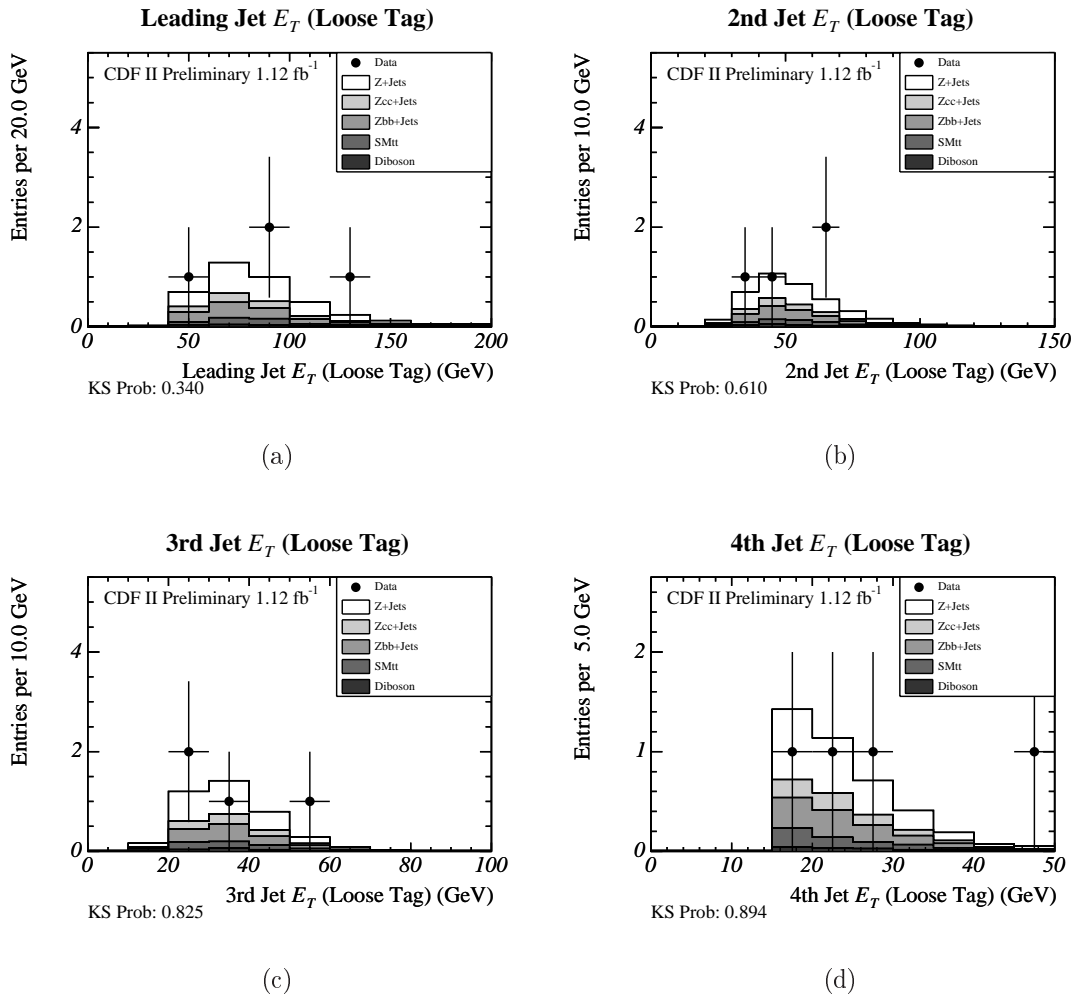 Leading Jet E_T (Loose Tag)
Entries per 20.0 GeV
CDF II Preliminary 1.12 fb^-1
Data
Z+Jets
Zcc+Jets
Zbb+Jets
SMtt
Diboson
4
2
0
0 50 100 150 200
Leading Jet E_T (Loose Tag) (GeV)
KS Prob: 0.340
(a)
2nd Jet E_T (Loose Tag)
Entries per 10.0 GeV
CDF II Preliminary 1.12 fb^-1
Data
Z+Jets
Zcc+Jets
Zbb+Jets
SMtt
Diboson
4
2
0
0 50 100 150
2nd Jet E_T (Loose Tag) (GeV)
KS Prob: 0.610
(b)
3rd Jet E_T (Loose Tag)
Entries per 10.0 GeV
CDF II Preliminary 1.12 fb^-1
Data
Z+Jets
Zcc+Jets
Zbb+Jets
SMtt
Diboson
4
2
0
0 20 40 60 80 100
3rd Jet E_T (Loose Tag) (GeV)
KS Prob: 0.825
(c)
4th Jet E_T (Loose Tag)
Entries per 5.0 GeV
CDF II Preliminary 1.12 fb^-1
Data
Z+Jets
Zcc+Jets
Zbb+Jets
SMtt
Diboson
2
1
0
0 10 20 30 40 50
4th Jet E_T (Loose Tag) (GeV)
KS Prob: 0.894
(d)